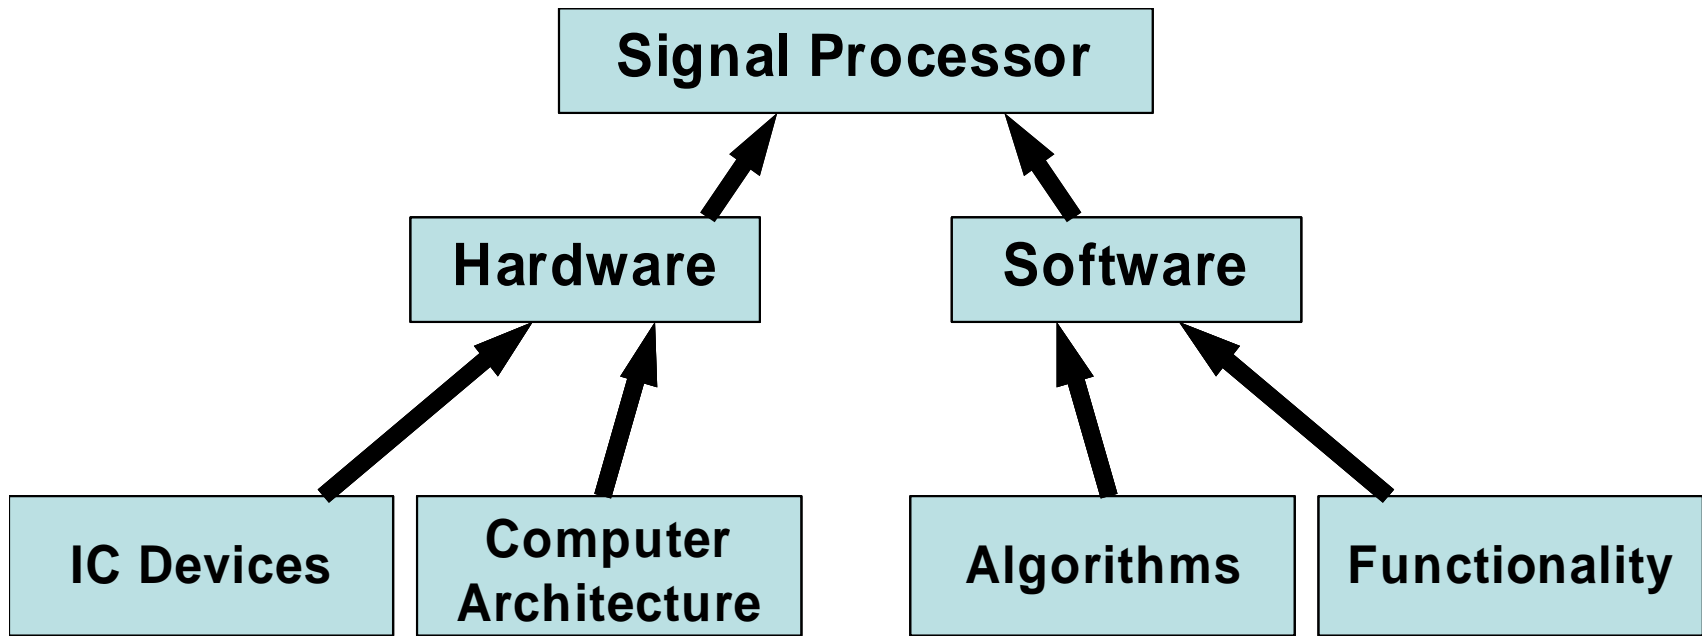 Signal Processor
Hardware
Software
IC Devices
Computer
Architecture
Algorithms
Functionality